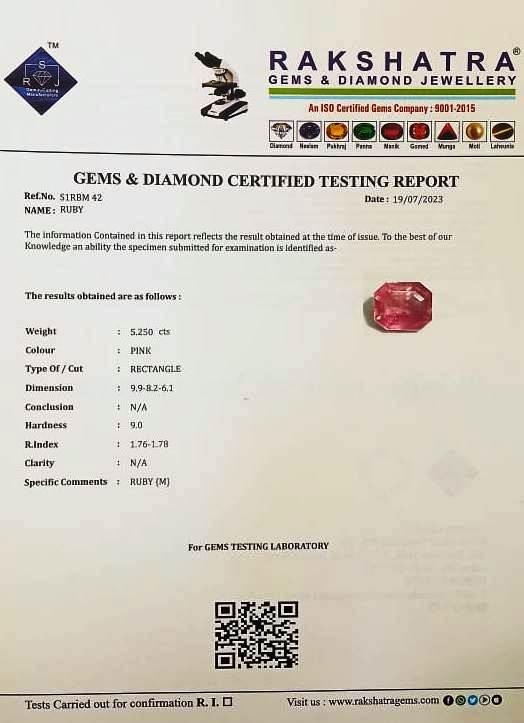 TM
S
R
Gems Cutting
Manufacturers
RAKSHATRA®
GEMS & DIAMOND JEWELLERY
An ISO Certified Gems Company : 9001-2015
Diamond Neelam Pukhraj Panna Manik Gomed Munga Moti Lehsunia
GEMS & DIAMOND CERTIFIED TESTING REPORT
Ref.No. S1RBM 42 Date : 19/07/2023
NAME : RUBY
The information Contained in this report reflects the result obtained at the time of issue. To the best of our
Knowledge an ability the specimen submitted for examination is identified as-
The results obtained are as follows :
Weight : 5.250 cts
Colour : PINK
Type Of / Cut : RECTANGLE
Dimension : 9.9-8.2-6.1
Conclusion : N/A
Hardness : 9.0
R.Index : 1.76-1.78
Clarity : N/A
Specific Comments : RUBY (M)
For GEMS TESTING LABORATORY
Tests Carried out for confirmation R. I. ☐ Visit us : www.rakshatragems.com